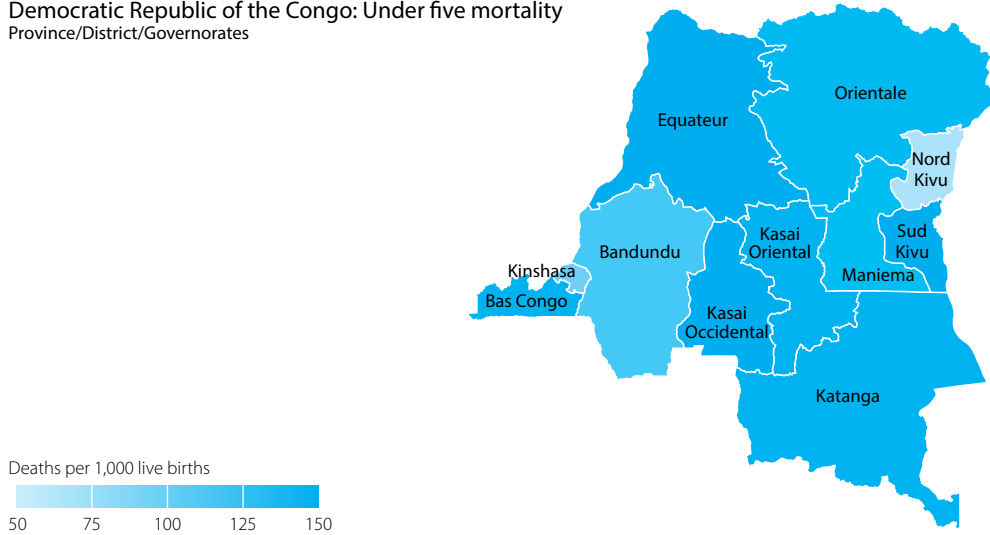 Democratic Republic of the Congo: Under five mortality
Province/District/Governorates
Orientale
Equateur
Nord
Kivu
Kasai
Oriental
Sud
Kivu
Bandundu
Kinshasa
Maniema
Bas Congo
Kasai
Occidental
Katanga
Deaths per 1,000 live births
50 75 100 125 150